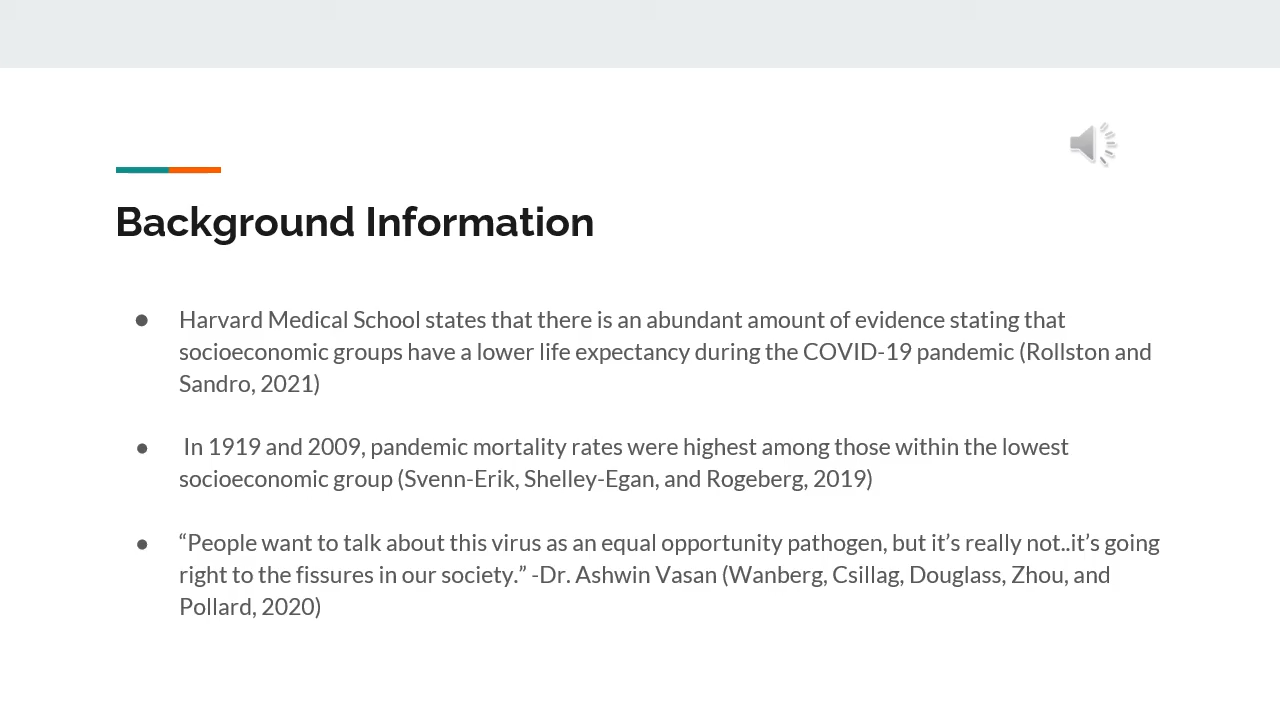 Background Information
● Harvard Medical School states that there is an abundant amount of evidence stating that
socioeconomic groups have a lower life expectancy during the COVID-19 pandemic (Rollston and
Sandro, 2021)
● In 1919 and 2009, pandemic mortality rates were highest among those within the lowest
socioeconomic group (Svenn-Erik, Shelley-Egan, and Rogeberg, 2019)
● “People want to talk about this virus as an equal opportunity pathogen, but it’s really not..it’s going
right to the fissures in our society.” -Dr. Ashwin Vasan (Wanberg, Csillag, Douglass, Zhou, and
Pollard, 2020)